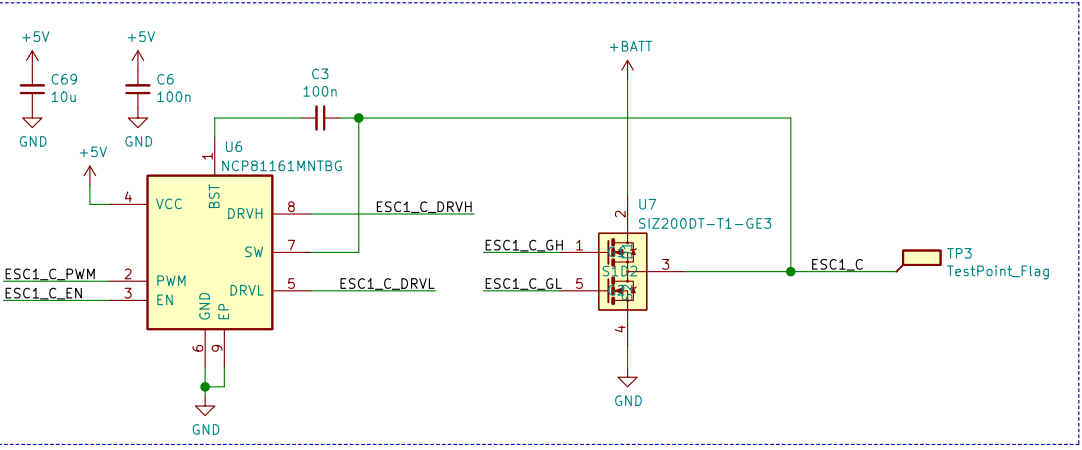 +5V
+5V
C69
10u
C6
100n
GND
GND
C3
100n
+BATT
+5V
1
U6
NCP81161MNTBG
4
VCC
BST
DRVH
8
ESC1_C_DRVH
SW
7
ESC1_C_PWM
2
PWM
ESC1_C_EN
3
EN
DRVL
5
ESC1_C_DRVL
GND
EP
6
9
GND
2
U7
SIZ200DT-T1-GE3
ESC1_C_GH
1
S1D2
3
ESC1_C
ESC1_C_GL
5
4
GND
TP3
TestPoint_Flag